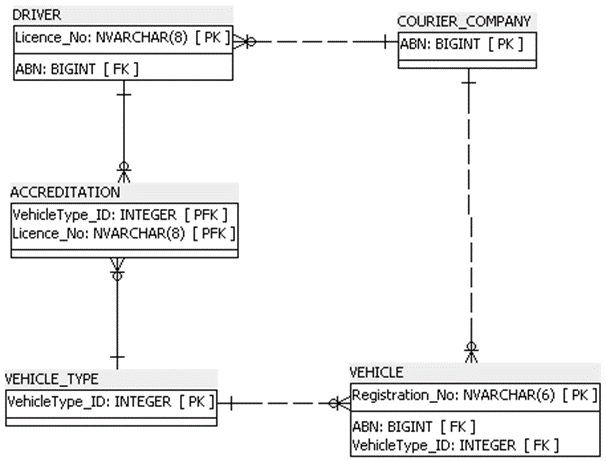 DRIVER
Licence_No: NVARCHAR(8) [ PK ]
ABN: BIGINT [ FK ]
COURIER_COMPANY
ABN: BIGINT [ PK ]
ACCREDITATION
VehicleType_ID: INTEGER [ PFK ]
Licence_No: NVARCHAR(8) [ PFK ]
VEHICLE_TYPE
VehicleType_ID: INTEGER [ PK ]
VEHICLE
Registration_No: NVARCHAR(6) [ PK ]
ABN: BIGINT [ FK ]
VehicleType_ID: INTEGER [ FK ]